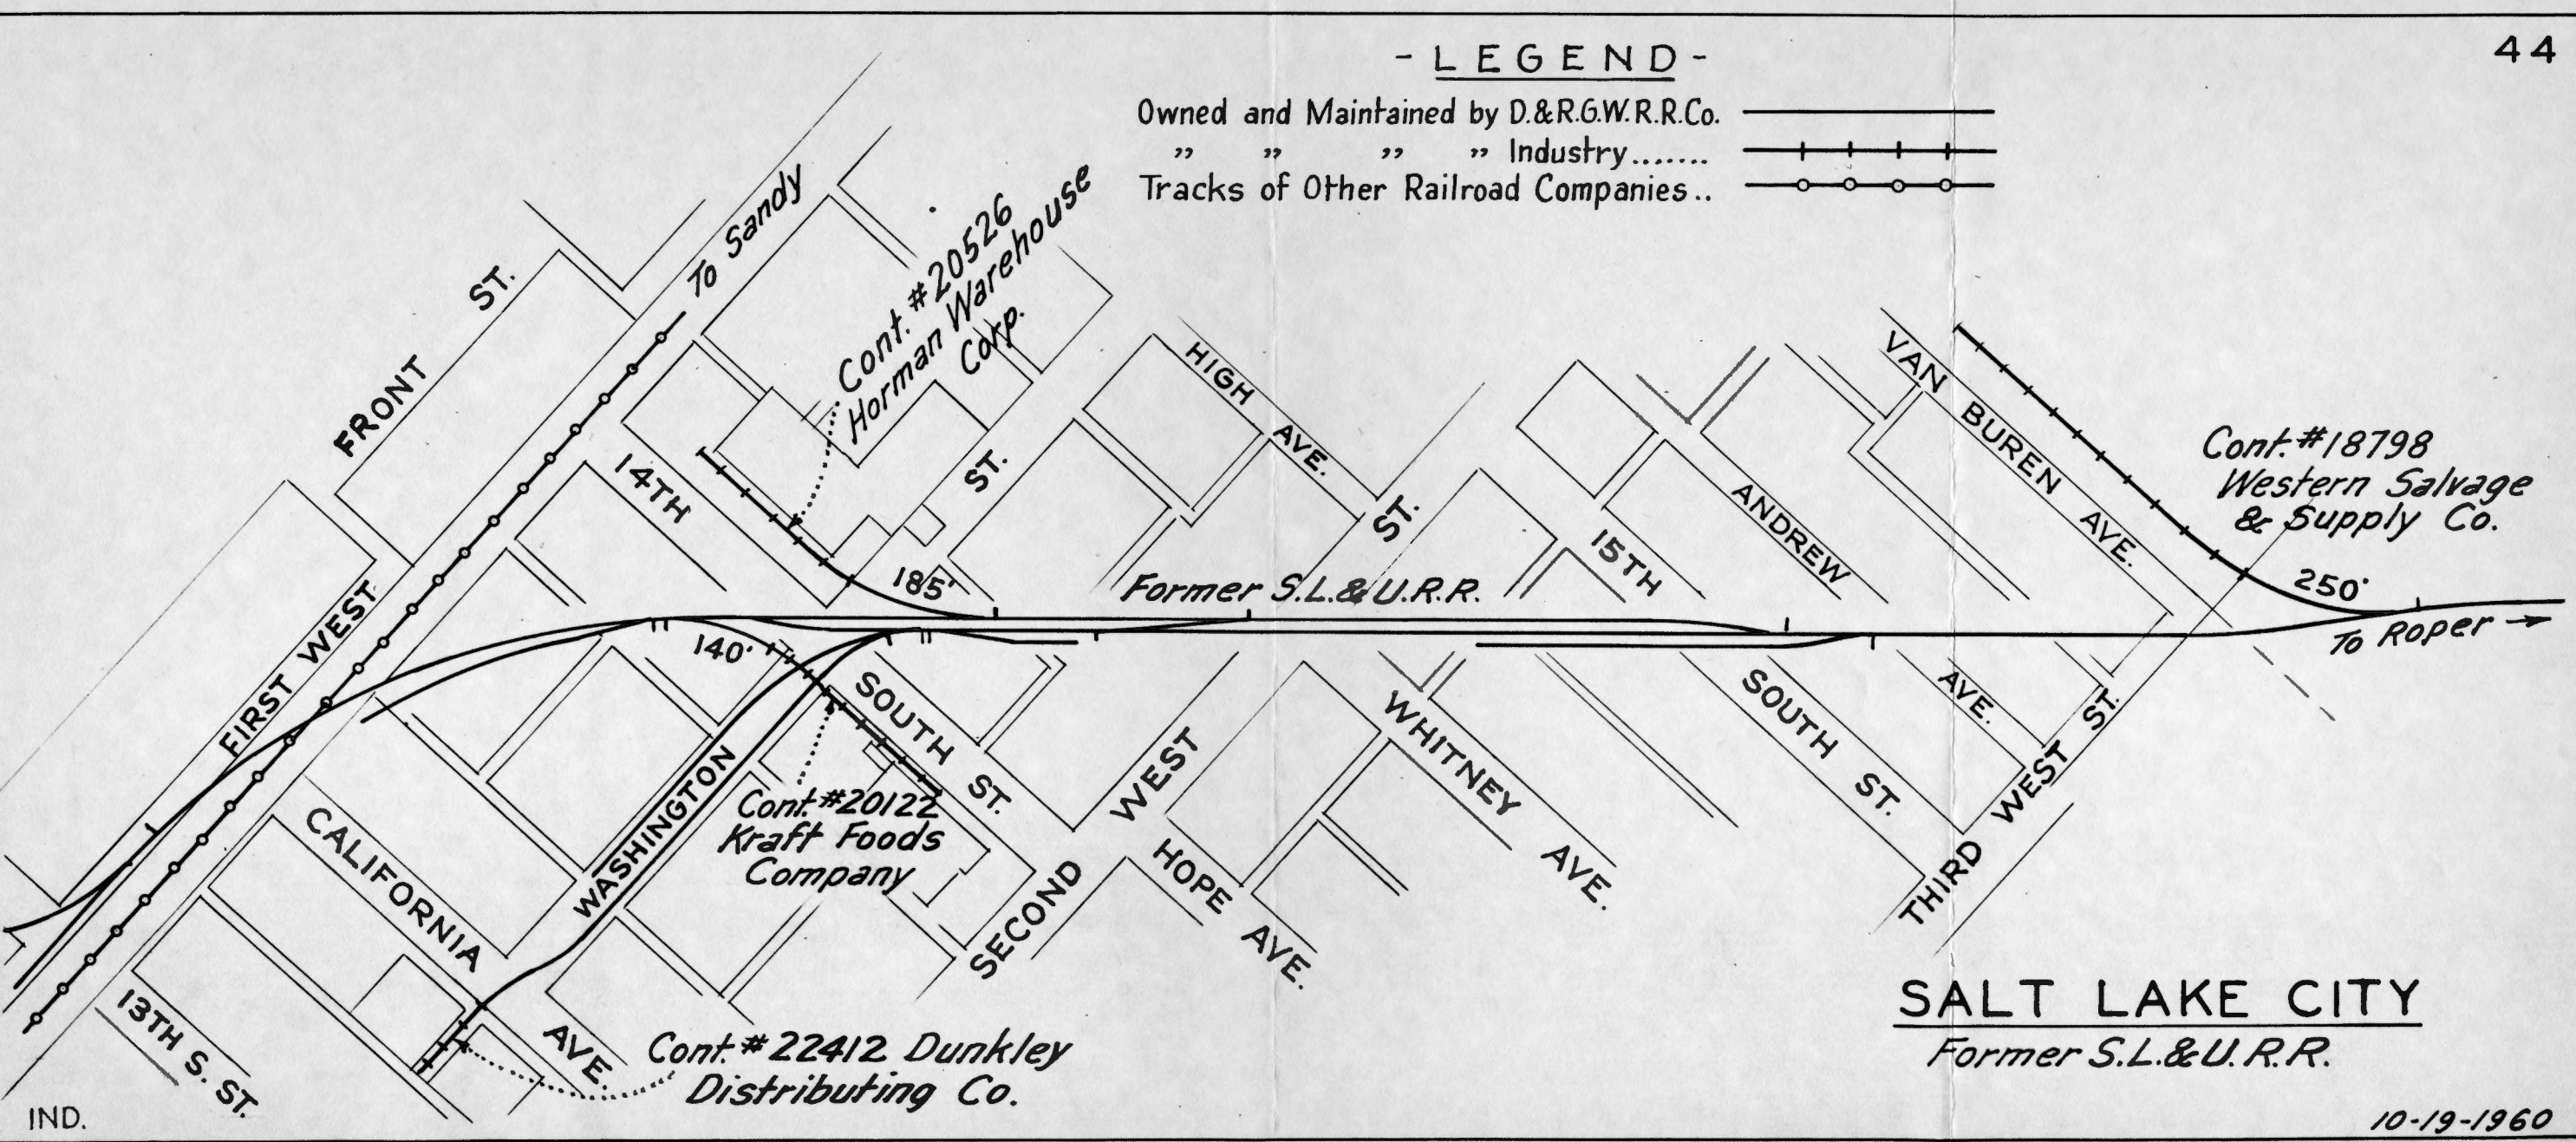 44
- LEGEND -
Owned and Maintained by D.&R.G.W.R.R.Co.
” ” ” ” Industry.......
Tracks of Other Railroad Companies..
To Sandy
Cont. #20526
Horman Warehouse
Corp.
FRONT ST.
HIGH AVE.
VAN BUREN AVE.
Cont.#18798
Western Salvage
& Supply Co.
14TH
ST.
ST.
15TH
ANDREW
185'
Former S.L.&U.R.R.
250'
To Roper
FIRST WEST
140'
SOUTH ST.
WEST
WHITNEY AVE.
SOUTH ST.
AVE.
THIRD WEST ST.
WASHINGTON
Cont.#20122
Kraft Foods
Company
SECOND
HOPE AVE.
CALIFORNIA
AVE.
13TH S. ST.
Cont.#22412 Dunkley
Distributing Co.
SALT LAKE CITY
Former S.L.&U.R.R.
IND.
10-19-1960